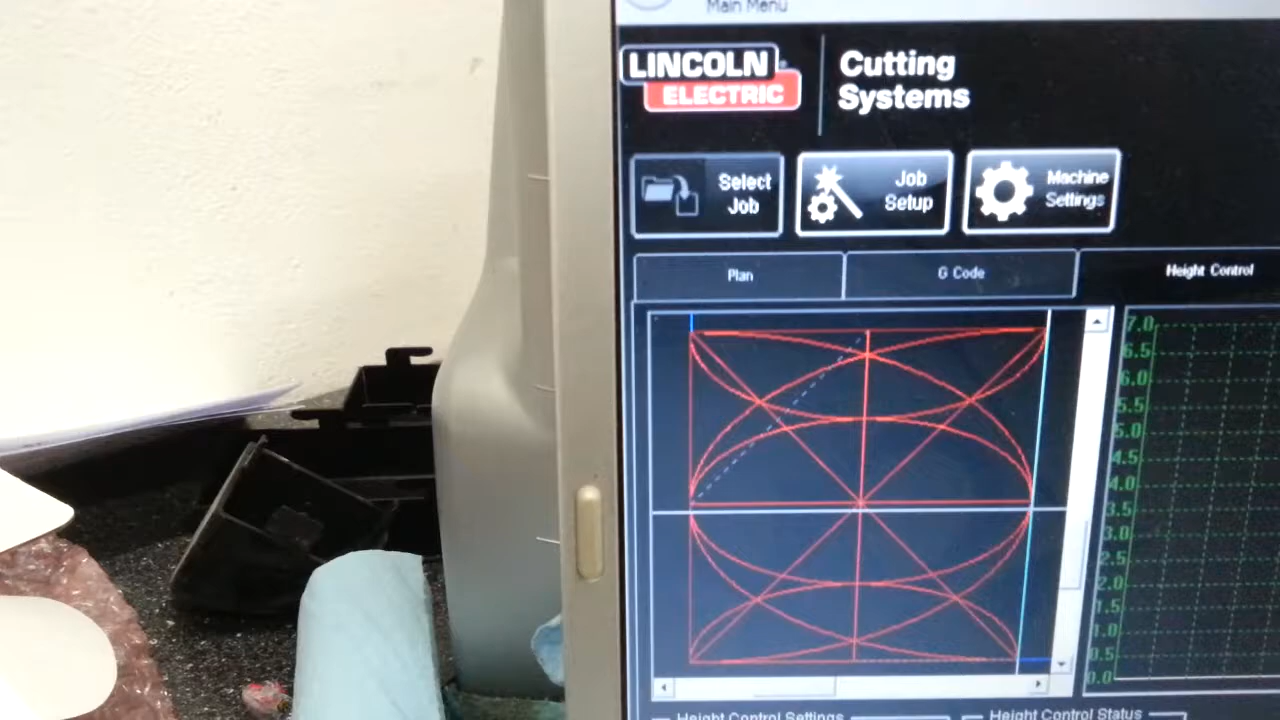 Main Menu
LINCOLN
ELECTRIC
Cutting
Systems
Select
Job
Job
Setup
Machine
Settings
Plan
G Code
Height Control
7.0
6.5
6.0
5.5
5.0
4.5
4.0
3.5
3.0
2.5
2.0
1.5
1.0
0.5
0.0
Height Control Settings
Height Control Status